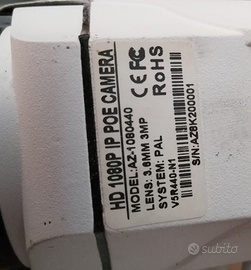 HD 1080P IP POE CAMERA
MODEL:AZ-1080440
LENS: 3.6MM 3MP
SYSTEM: PAL
V5R440-N1
CE FC
RoHS
S/N:AZ8K200001
subito